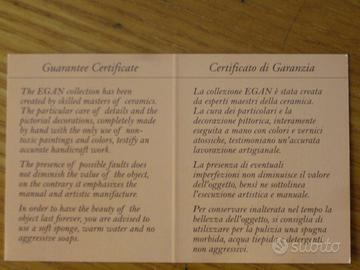 Guarantee Certificate
The EGAN collection has been
created by skilled masters of ceramics.
The particular care of details and the
pictorial decorations, completely made
by hand with the only use of non-
toxic paintings and colors, testify an
accurate handicraft work.
The presence of possible faults does
not diminish the value of the object,
on the contrary it emphasizes the
manual and artistic manifacture.
In order to have the beauty of the
object last forever, you are advised to
use a soft sponge, warm water and no
aggressive soaps.
Certificato di Garanzia
La collezione EGAN è stata creata
da esperti maestri della ceramica.
La cura dei particolari e la
decorazione pittorica, interamente
eseguita a mano con colori e vernici
atossiche, testimoniano un'accurata
lavorazione artigianale.
La presenza di eventuali
imperfezioni non diminuisce il valore
dell'oggetto, bensì ne sottolinea
l'esecuzione artistica e manuale.
Per conservare inalterata nel tempo la
bellezza dell'oggetto, si consiglia di
utilizzare per la pulizia una spugna
morbida, acqua tiepida e detergenti
non aggressivi.
subito